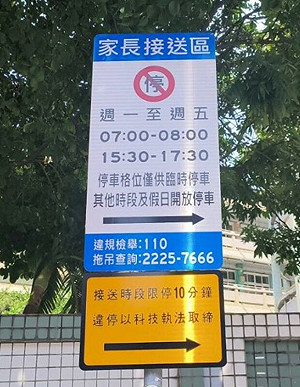 家長接送區
停
週一至週五
07:00-08:00
15:30-17:30
停車格位僅供臨時停車
其他時段及假日開放停車
違規檢舉:110
拖吊查詢:2225-7666
接送時段限停10分鐘
違停以科技執法取締